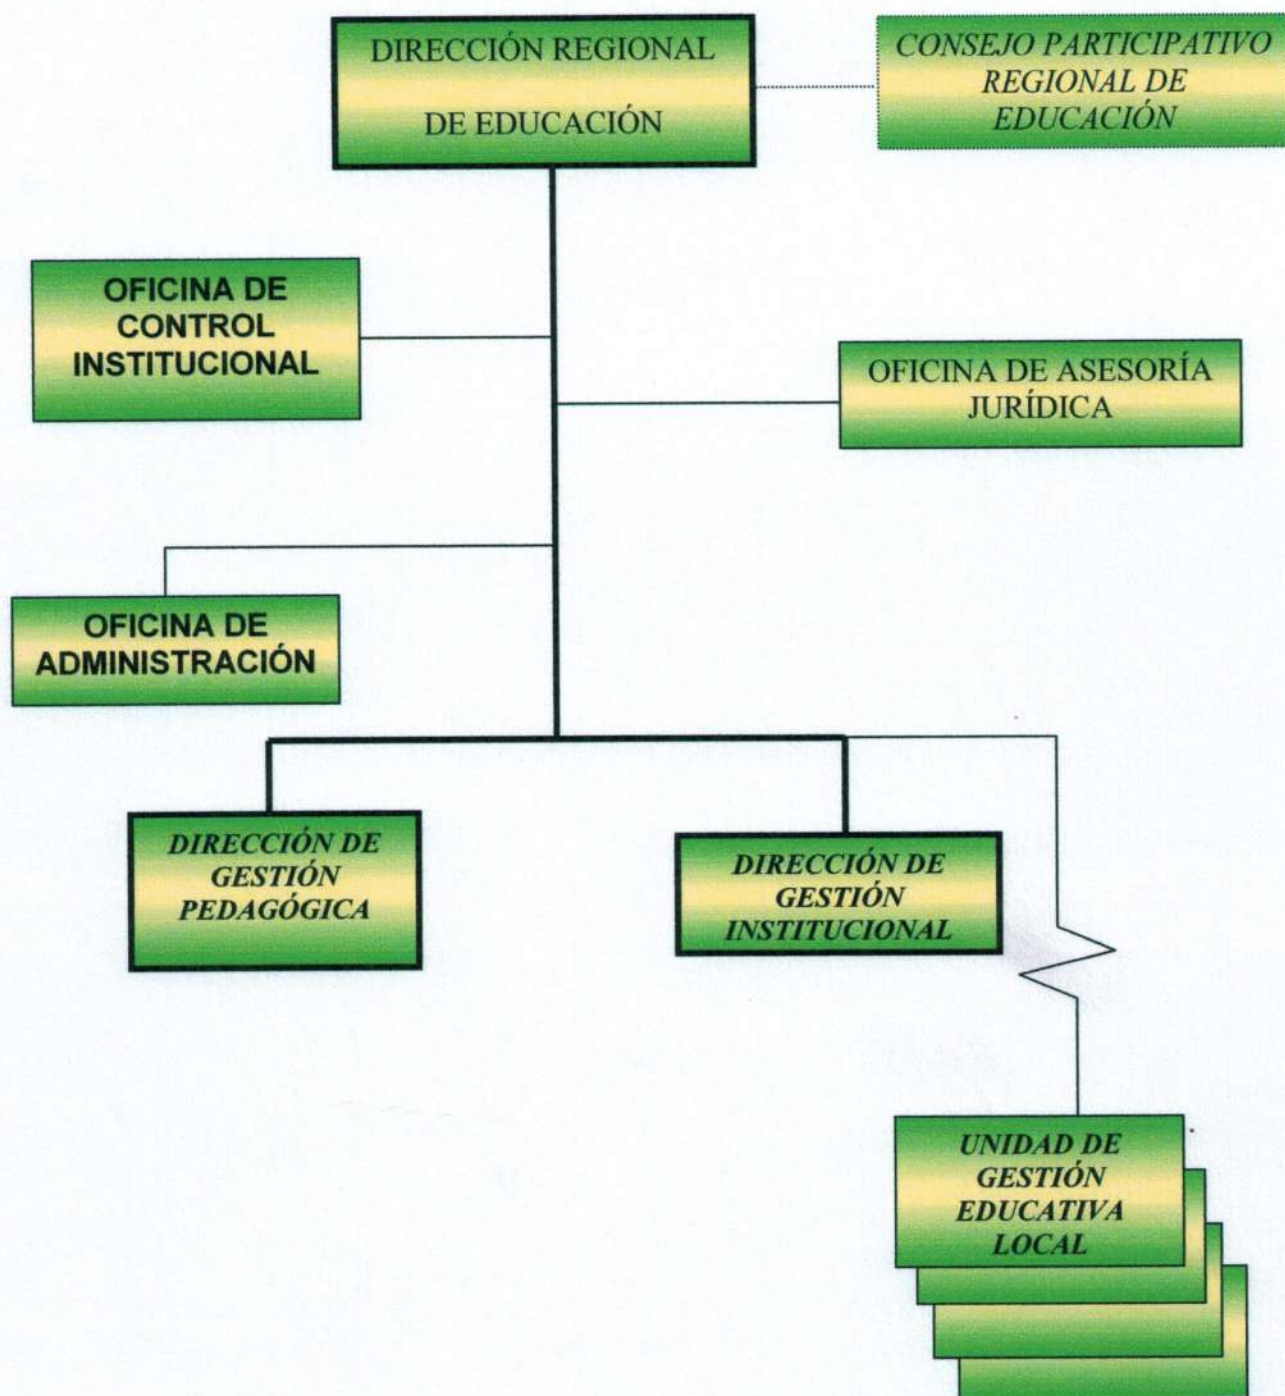 DIRECCIÓN REGIONAL
DE EDUCACIÓN
CONSEJO PARTICIPATIVO
REGIONAL DE
EDUCACIÓN
OFICINA DE
CONTROL
INSTITUCIONAL
OFICINA DE ASESORÍA
JURÍDICA
OFICINA DE
ADMINISTRACIÓN
DIRECCIÓN DE
GESTIÓN
PEDAGÓGICA
DIRECCIÓN DE
GESTIÓN
INSTITUCIONAL
UNIDAD DE
GESTIÓN
EDUCATIVA
LOCAL